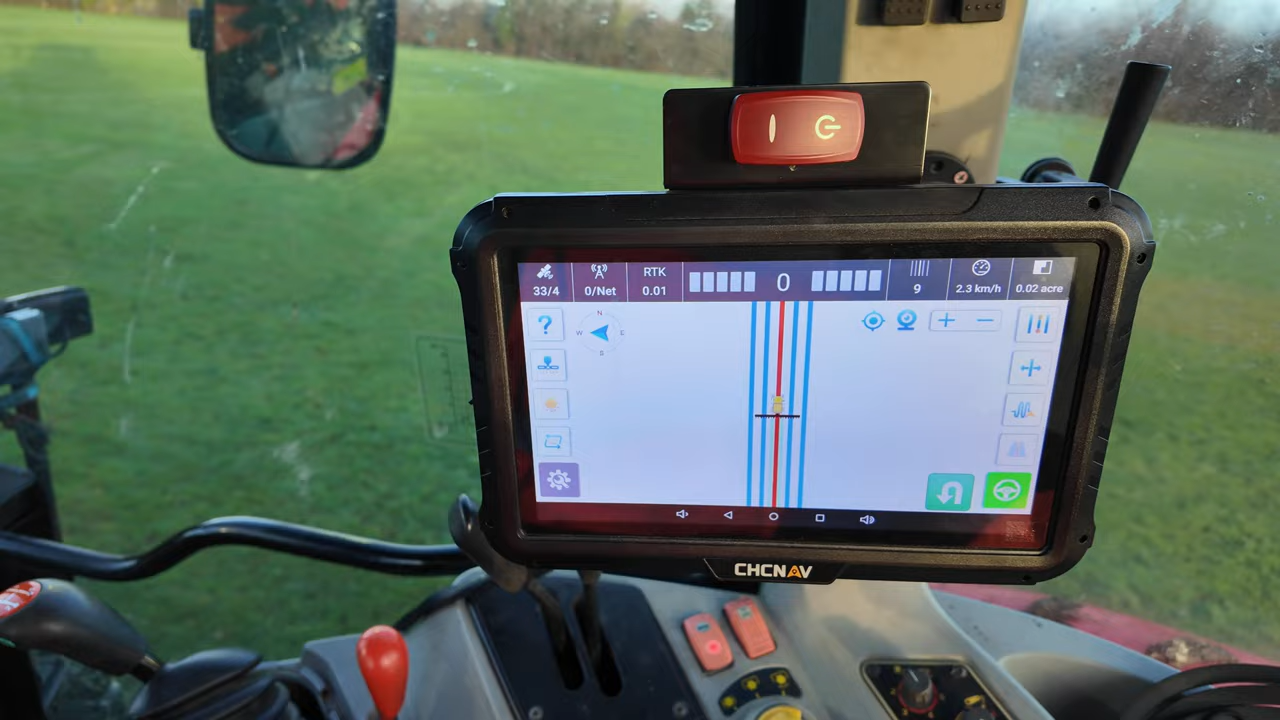 33/4
0/Net
RTK
0.01
0
9
2.3 km/h
0.02 acre
?
N
W E
S
CHCNAV